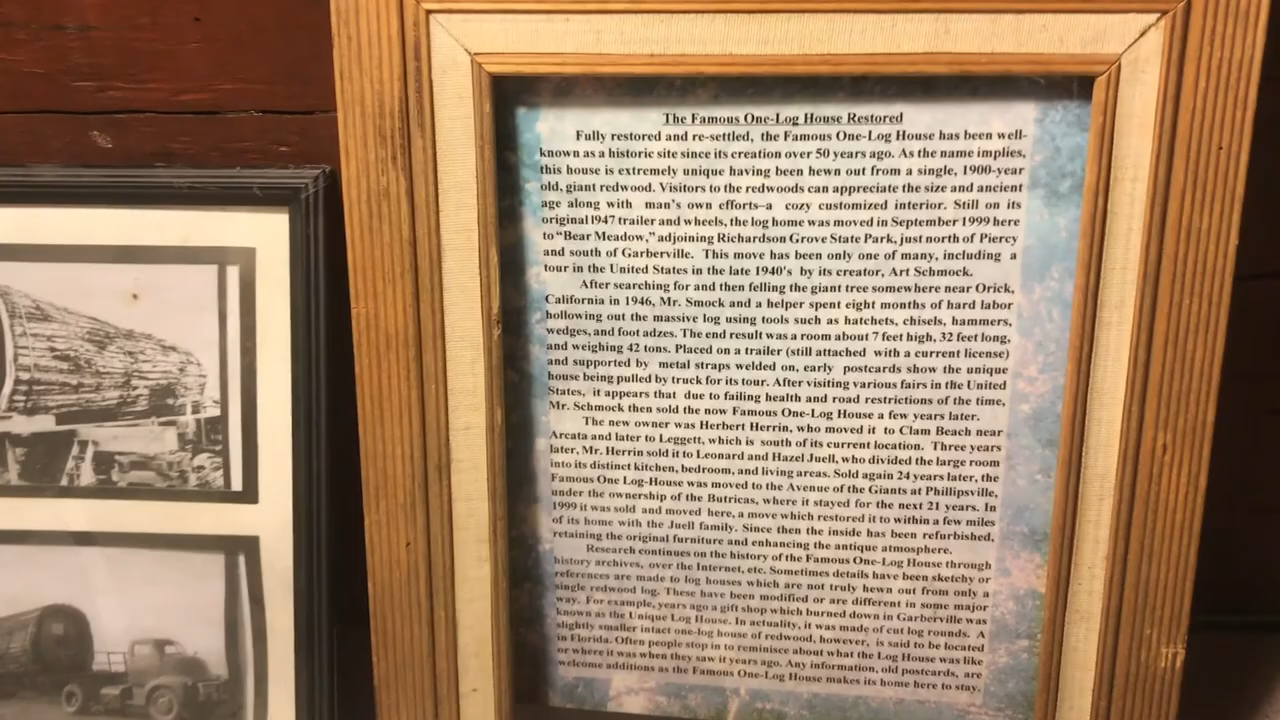 The Famous One-Log House Restored
Fully restored and re-settled, the Famous One-Log House has been well-
known as a historic site since its creation over 50 years ago. As the name implies,
this house is extremely unique having been hewn out from a single, 1900-year
old, giant redwood. Visitors to the redwoods can appreciate the size and ancient
age along with man's own efforts–a cozy customized interior. Still on its
original 1947 trailer and wheels, the log home was moved in September 1999 here
to "Bear Meadow," adjoining Richardson Grove State Park, just north of Piercy
and south of Garberville. This move has been only one of many, including a
tour in the United States in the late 1940's by its creator, Art Schmock.
After searching for and then felling the giant tree somewhere near Orick,
California in 1946, Mr. Smock and a helper spent eight months of hard labor
hollowing out the massive log using tools such as hatchets, chisels, hammers,
wedges, and foot adzes. The end result was a room about 7 feet high, 32 feet long,
and weighing 42 tons. Placed on a trailer (still attached with a current license)
and supported by metal straps welded on, early postcards show the unique
house being pulled by truck for its tour. After visiting various fairs in the United
States, it appears that due to failing health and road restrictions of the time,
Mr. Schmock then sold the now Famous One-Log House a few years later.
The new owner was Herbert Herrin, who moved it to Clam Beach near
Arcata and later to Leggett, which is south of its current location. Three years
later, Mr. Herrin sold it to Leonard and Hazel Juell, who divided the large room
into its distinct kitchen, bedroom, and living areas. Sold again 24 years later, the
Famous One Log-House was moved to the Avenue of the Giants at Phillipsville,
under the ownership of the Butricas, where it stayed for the next 21 years. In
1999 it was sold and moved here, a move which restored it to within a few miles
of its home with the Juell family. Since then the inside has been refurbished,
retaining the original furniture and enhancing the antique atmosphere.
Research continues on the history of the Famous One-Log House through
history archives, over the Internet, etc. Sometimes details have been sketchy or
references are made to log houses which are not truly hewn out from only a
single redwood log. These have been modified or are different in some major
way. For example, years ago a gift shop which burned down in Garberville was
known as the Unique Log House. In actuality, it was made of cut log rounds. A
slightly smaller intact one-log house of redwood, however, is said to be located
in Florida. Often people stop in to reminisce about what the Log House was like
or where it was when they saw it years ago. Any information, old postcards, are
welcome additions as the Famous One-Log House makes its home here to stay.